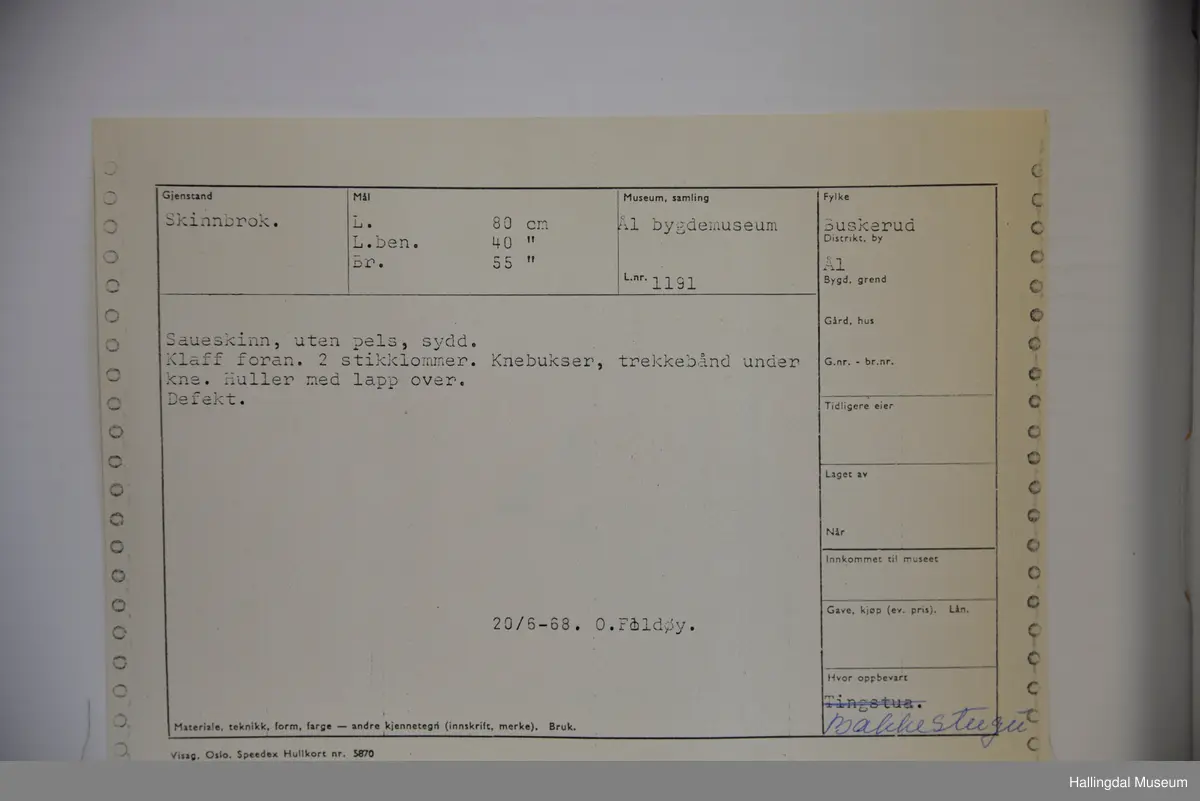 Gjenstand
Skinnbrok.
Mål
L. 80 cm
L.ben. 40 "
Br. 55 "
Museum, samling
Ål bygdemuseum
L.nr. 1191
Fylke
Buskerud
Distrikt, by
Ål
Bygd, grend
Gård, hus
G.nr. - br.nr.
Tidligere eier
Laget av
Når
Innkommet til museet
Gave, kjøp (ev. pris). Lån.
Hvor oppbevart
Tingstua.
Bakkestugu
Saueskinn, uten pels, sydd.
Klaff foran. 2 stikklommer. Knebukser, trekkebånd under
kne. Huller med lapp over.
Defekt.
20/6-68. O.Føldøy.
Materiale, teknikk, form, farge — andre kjennetegn (innskrift, merke). Bruk.
Visag, Oslo. Speedex Hullkort nr. 5870
Hallingdal Museum